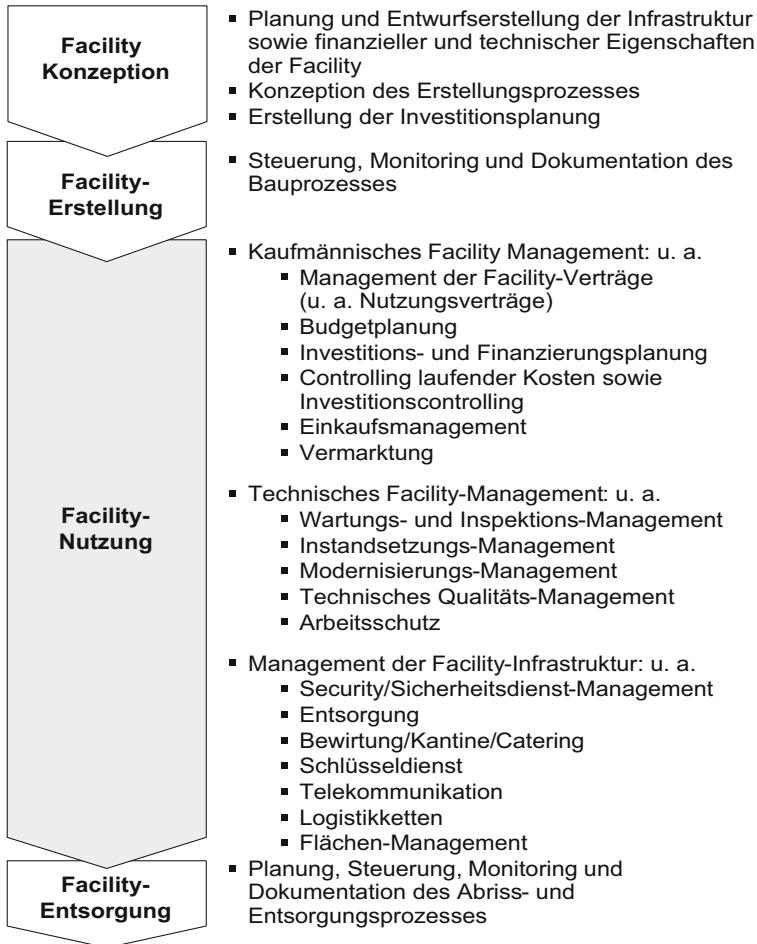 Facility
Konzeption
▪ Planung und Entwurfserstellung der Infrastruktur
sowie finanzieller und technischer Eigenschaften
der Facility
▪ Konzeption des Erstellungsprozesses
▪ Erstellung der Investitionsplanung
Facility-
Erstellung
▪ Steuerung, Monitoring und Dokumentation des
Bauprozesses
Facility-
Nutzung
▪ Kaufmännisches Facility Management: u. a.
▪ Management der Facility-Verträge
(u. a. Nutzungsverträge)
▪ Budgetplanung
▪ Investitions- und Finanzierungsplanung
▪ Controlling laufender Kosten sowie
Investitionscontrolling
▪ Einkaufsmanagement
▪ Vermarktung
▪ Technisches Facility-Management: u. a.
▪ Wartungs- und Inspektions-Management
▪ Instandsetzungs-Management
▪ Modernisierungs-Management
▪ Technisches Qualitäts-Management
▪ Arbeitsschutz
▪ Management der Facility-Infrastruktur: u. a.
▪ Security/Sicherheitsdienst-Management
▪ Entsorgung
▪ Bewirtung/Kantine/Catering
▪ Schlüsseldienst
▪ Telekommunikation
▪ Logistikketten
▪ Flächen-Management
Facility-
Entsorgung
▪ Planung, Steuerung, Monitoring und
Dokumentation des Abriss- und
Entsorgungsprozesses